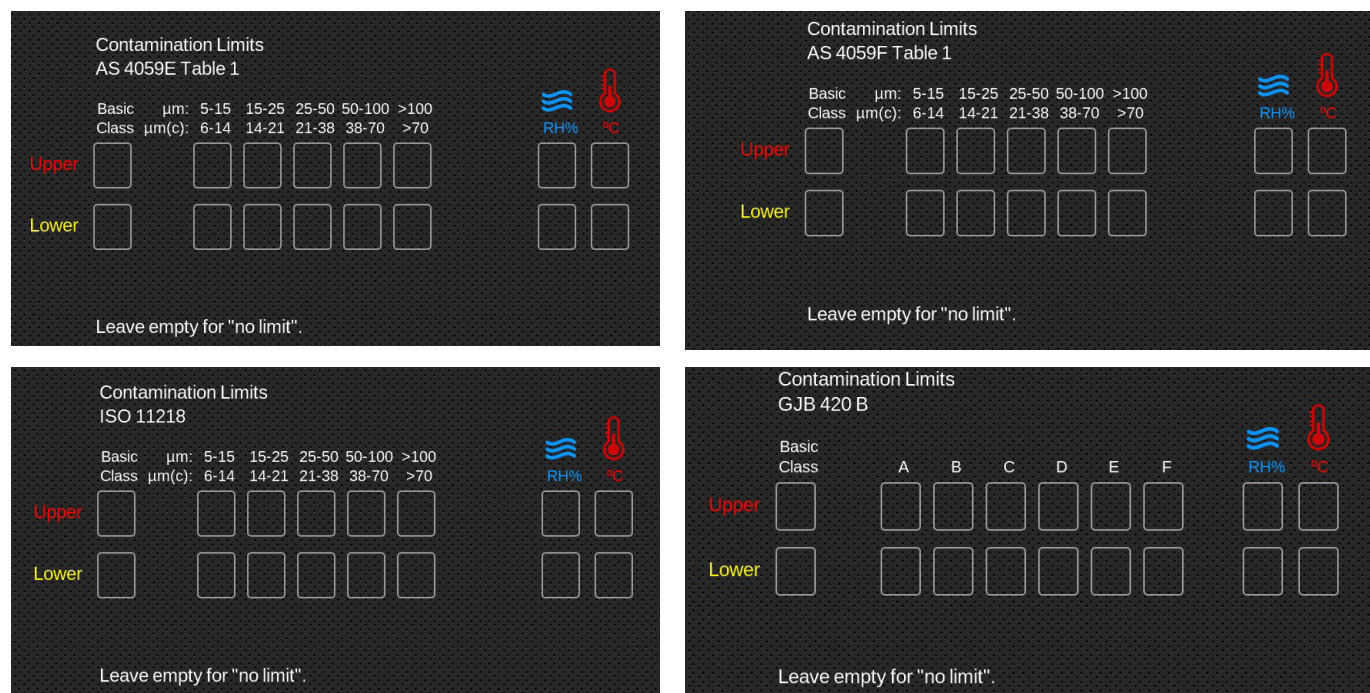 Contamination Limits
AS 4059E Table 1
Basic µm: 5-15 15-25 25-50 50-100 >100
Class µm(c): 6-14 14-21 21-38 38-70 >70
RH% ºC
Upper
Lower
Leave empty for "no limit".
Contamination Limits
AS 4059F Table 1
Basic µm: 5-15 15-25 25-50 50-100 >100
Class µm(c): 6-14 14-21 21-38 38-70 >70
RH% ºC
Upper
Lower
Leave empty for "no limit".
Contamination Limits
ISO 11218
Basic µm: 5-15 15-25 25-50 50-100 >100
Class µm(c): 6-14 14-21 21-38 38-70 >70
RH% ºC
Upper
Lower
Leave empty for "no limit".
Contamination Limits
GJB 420 B
Basic
Class A B C D E F
RH% ºC
Upper
Lower
Leave empty for "no limit".